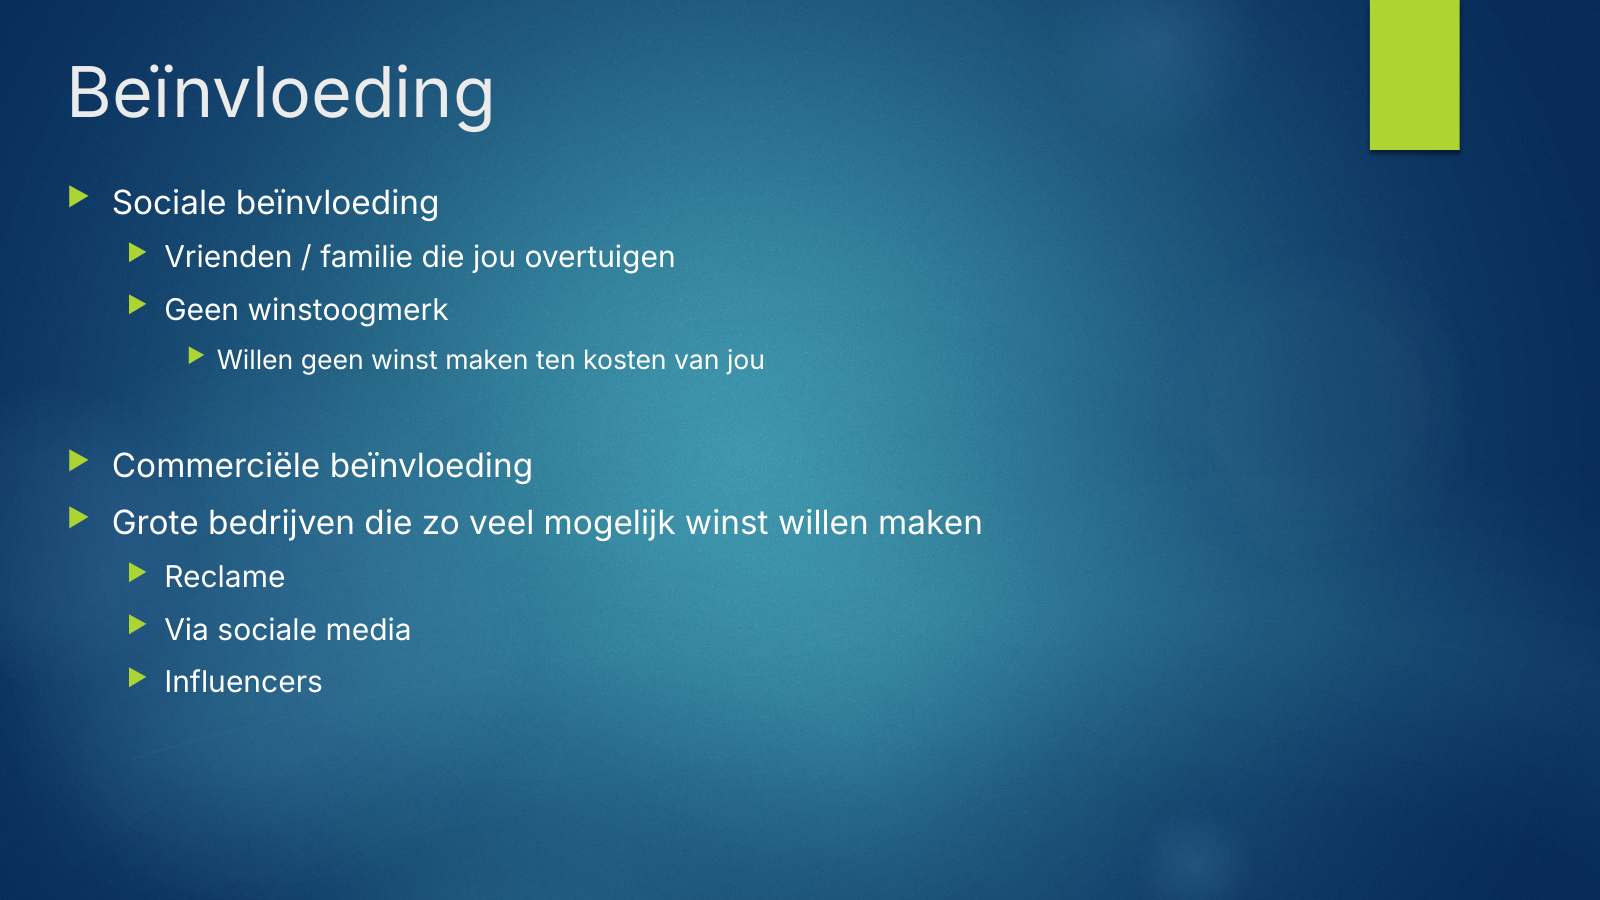 Beïnvloeding
Sociale beïnvloeding
Vrienden / familie die jou overtuigen
Geen winstoogmerk
Willen geen winst maken ten kosten van jou
Commerciële beïnvloeding
Grote bedrijven die zo veel mogelijk winst willen maken
Reclame
Via sociale media
Influencers